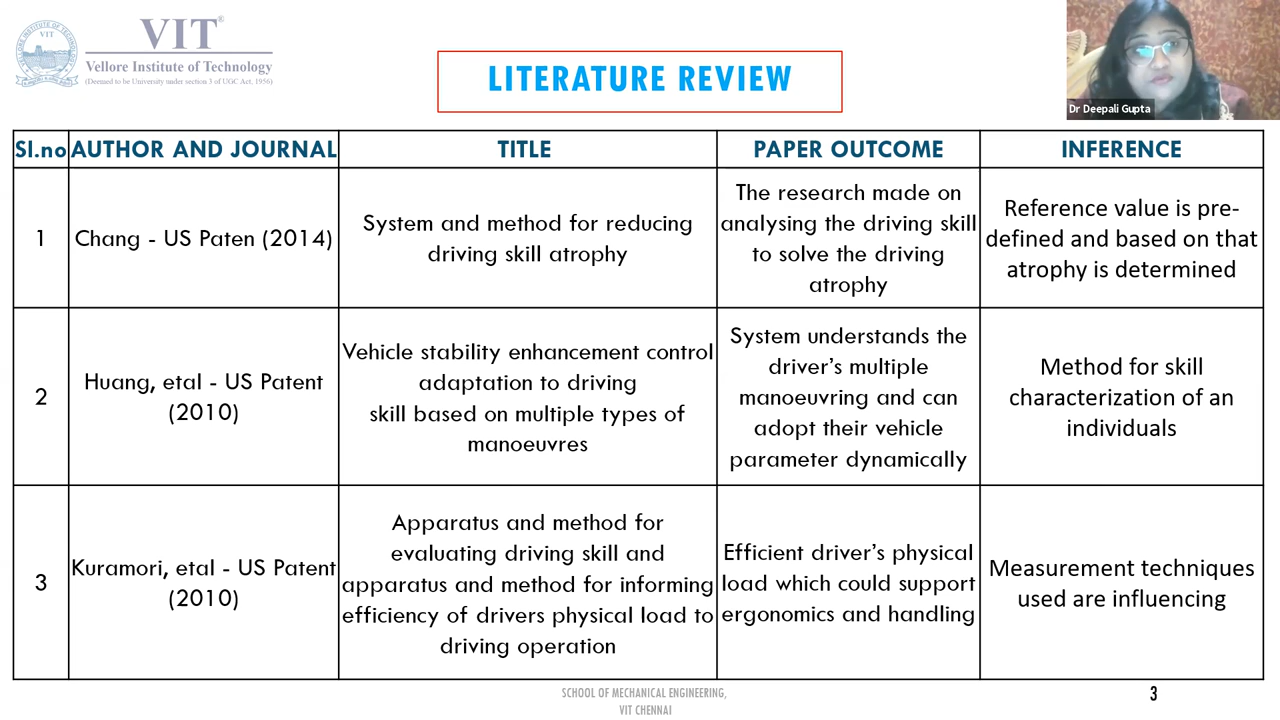 VIT®
Vellore Institute of Technology
(Deemed to be University under section 3 of UGC Act, 1956)
VIT
LITERATURE REVIEW
Dr Deepali Gupta
Sl.no
AUTHOR AND JOURNAL
TITLE
PAPER OUTCOME
INFERENCE
1
Chang - US Paten (2014)
System and method for reducing
driving skill atrophy
The research made on
analysing the driving skill
to solve the driving
atrophy
Reference value is pre-
defined and based on that
atrophy is determined
2
Huang, etal - US Patent
(2010)
Vehicle stability enhancement control
adaptation to driving
skill based on multiple types of
manoeuvres
System understands the
driver’s multiple
manoeuvring and can
adopt their vehicle
parameter dynamically
Method for skill
characterization of an
individuals
3
Kuramori, etal - US Patent
(2010)
Apparatus and method for
evaluating driving skill and
apparatus and method for informing
efficiency of drivers physical load to
driving operation
Efficient driver’s physical
load which could support
ergonomics and handling
Measurement techniques
used are influencing
SCHOOL OF MECHANICAL ENGINEERING,
VIT CHENNAI
3